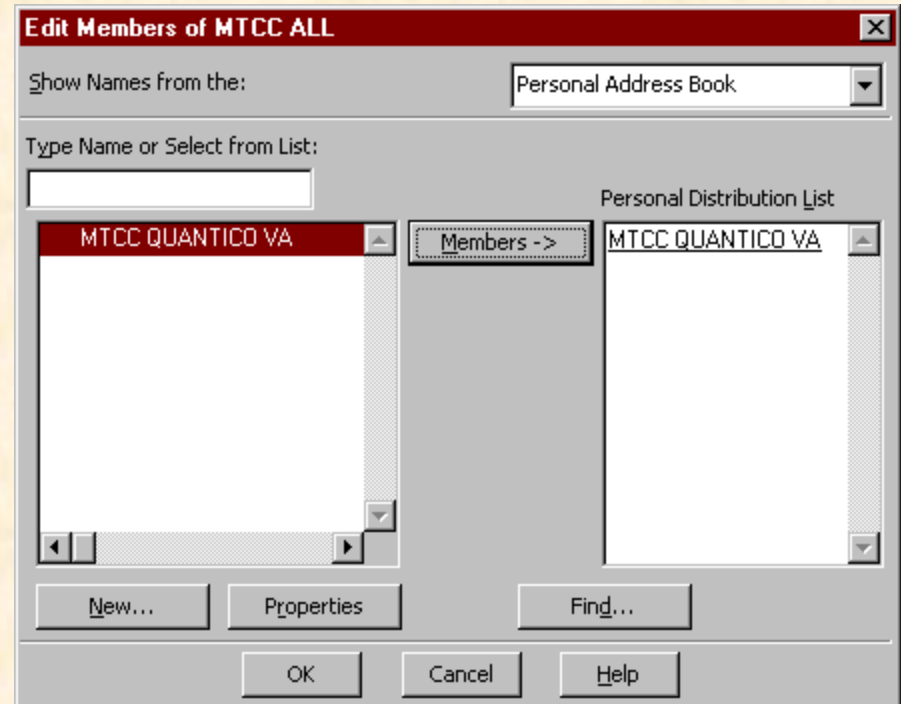 Edit Members of MTCC ALL
Show Names from the:
Personal Address Book
Type Name or Select from List:
Personal Distribution List
MTCC QUANTICO VA
Members ->
MTCC QUANTICO VA
New...
Properties
Find...
OK
Cancel
Help